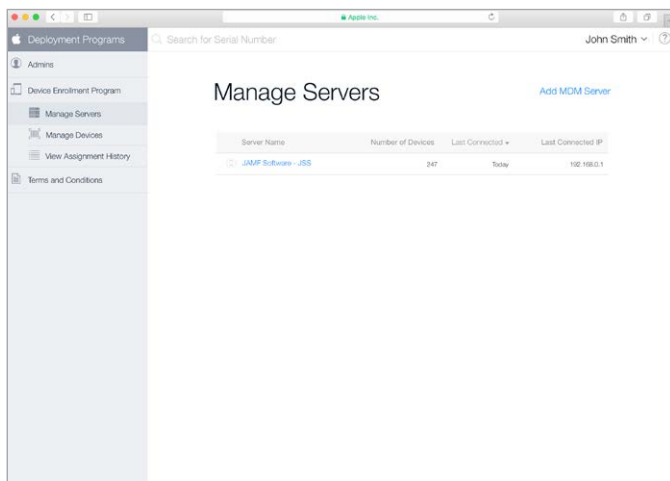 Apple Inc.
Deployment Programs
Search for Serial Number
John Smith
?
Admins
Device Enrollment Program
Manage Servers
Manage Devices
View Assignment History
Terms and Conditions
Manage Servers
Add MDM Server
Server Name Number of Devices Last Connected Last Connected IP
JAMF Software - JSS 247 Today 192.168.0.1